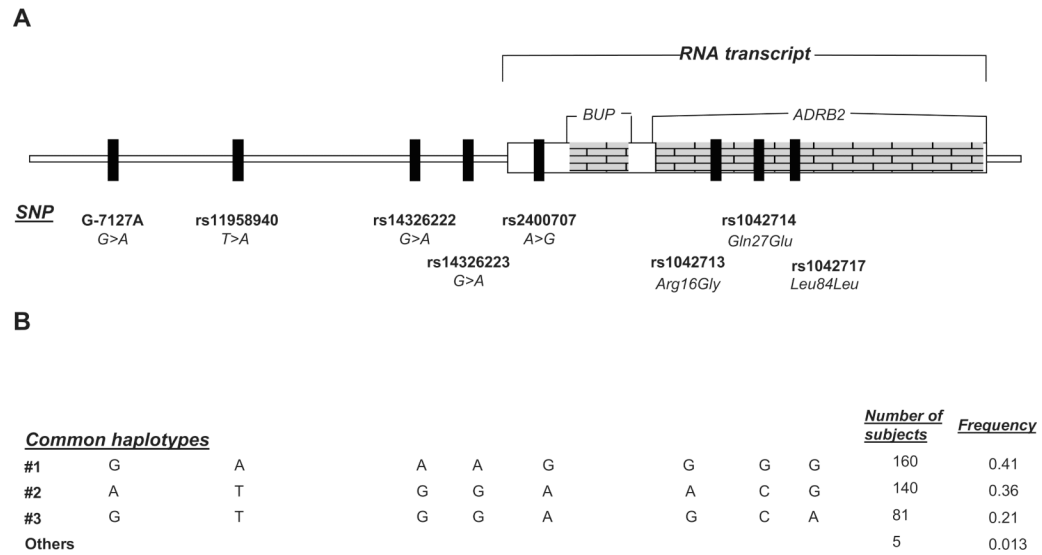 A
RNA transcript
BUP ADRB2
SNP G-7127A rs11958940 rs14326222 rs2400707 rs1042714
G>A T>A G>A A>G Gln27Glu
rs14326223 rs1042713 rs1042717
G>A Arg16Gly Leu84Leu
B
Number of
subjects
Frequency
Common haplotypes
#1 G A A A G G G G 160 0.41
#2 A T G G A A C G 140 0.36
#3 G T G G A G C A 81 0.21
Others 5 0.013